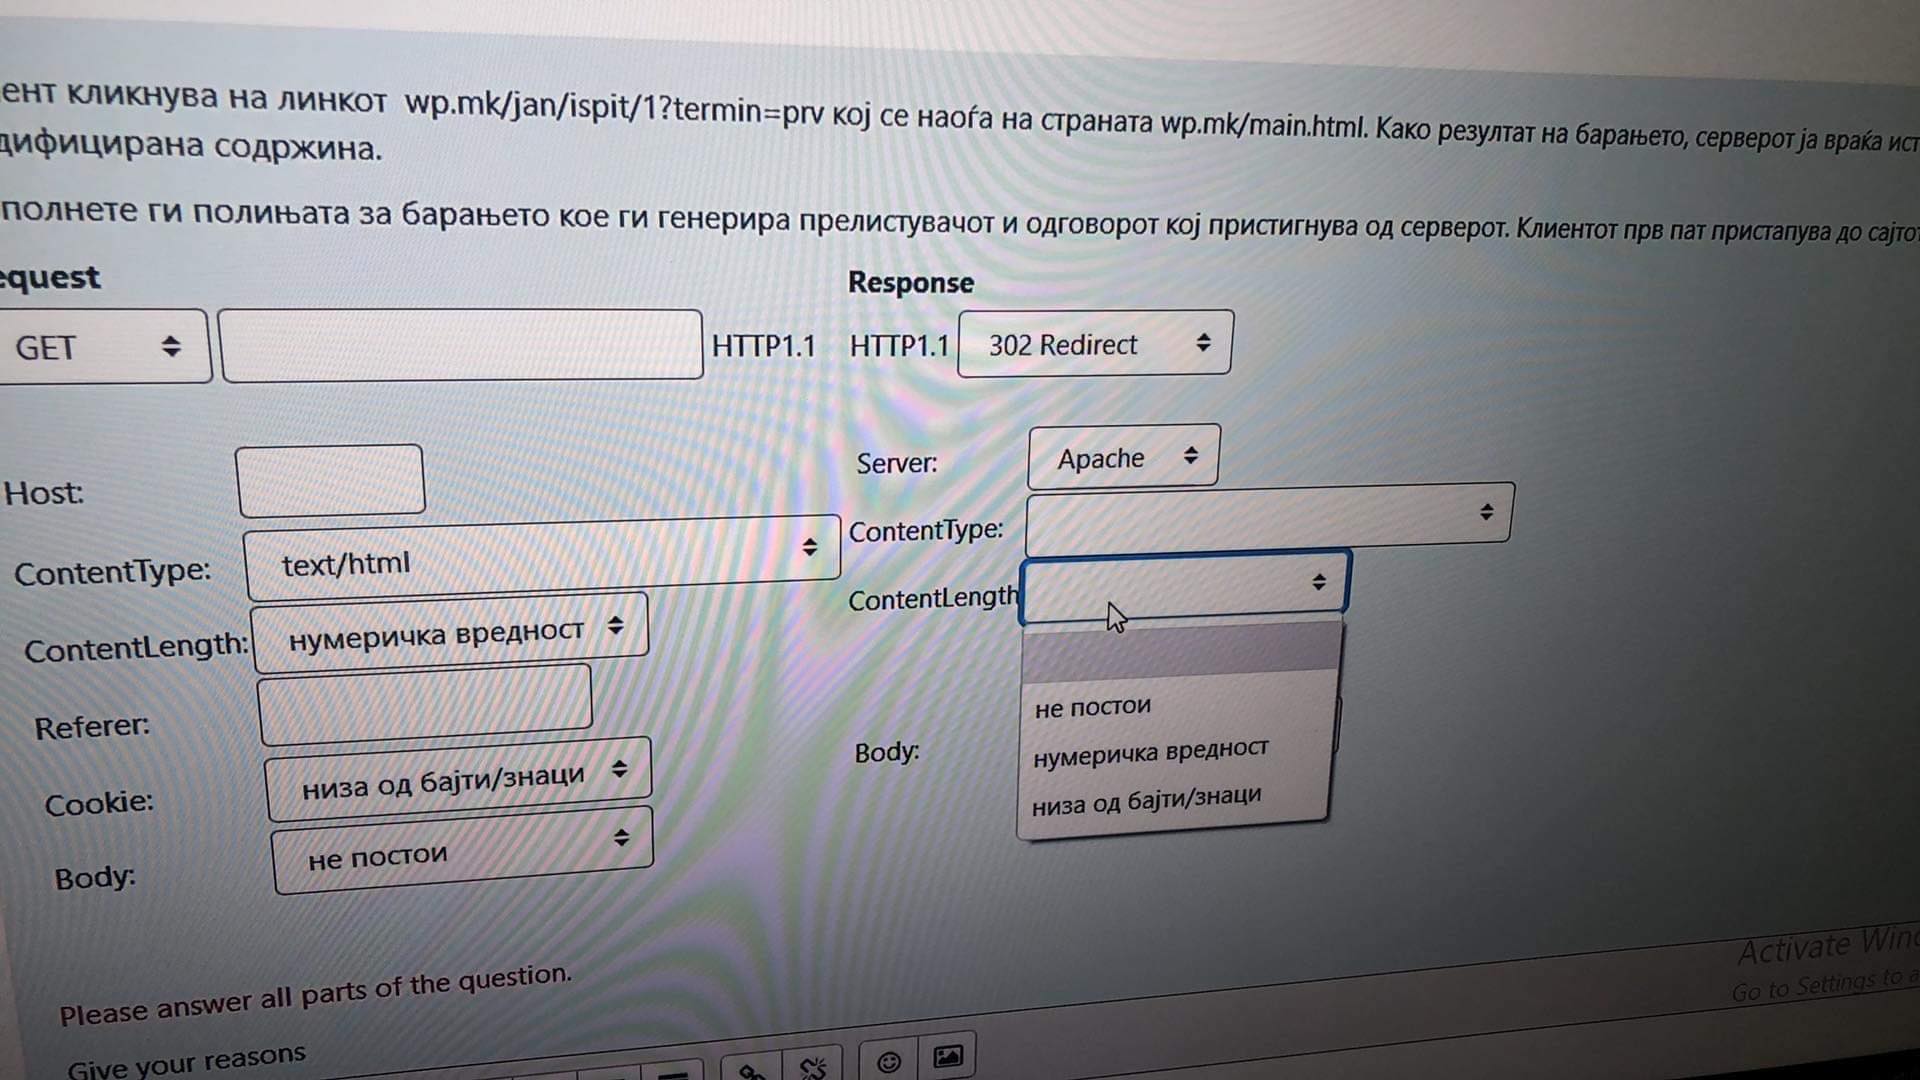 ент кликнува на линкот wp.mk/jan/ispit/1?termin=prv кој се наоѓа на страната wp.mk/main.html. Како резултат на барањето, серверот ја враќа ист
дифицирана содржина.
полнете ги полињата за барањето кое ги генерира прелистувачот и одговорот кој пристигнува од серверот. Клиентот прв пат пристапува до сајтот
equest
Response
GET
HTTP1.1
HTTP1.1
302 Redirect
Host:
Server:
Apache
ContentType:
text/html
ContentType:
ContentLength:
нумеричка вредност
ContentLength
не постои
нумеричка вредност
низа од бајти/знаци
Referer:
Body:
Cookie:
низа од бајти/знаци
Body:
не постои
Please answer all parts of the question.
Give your reasons
Activate Wind
Go to Settings to a